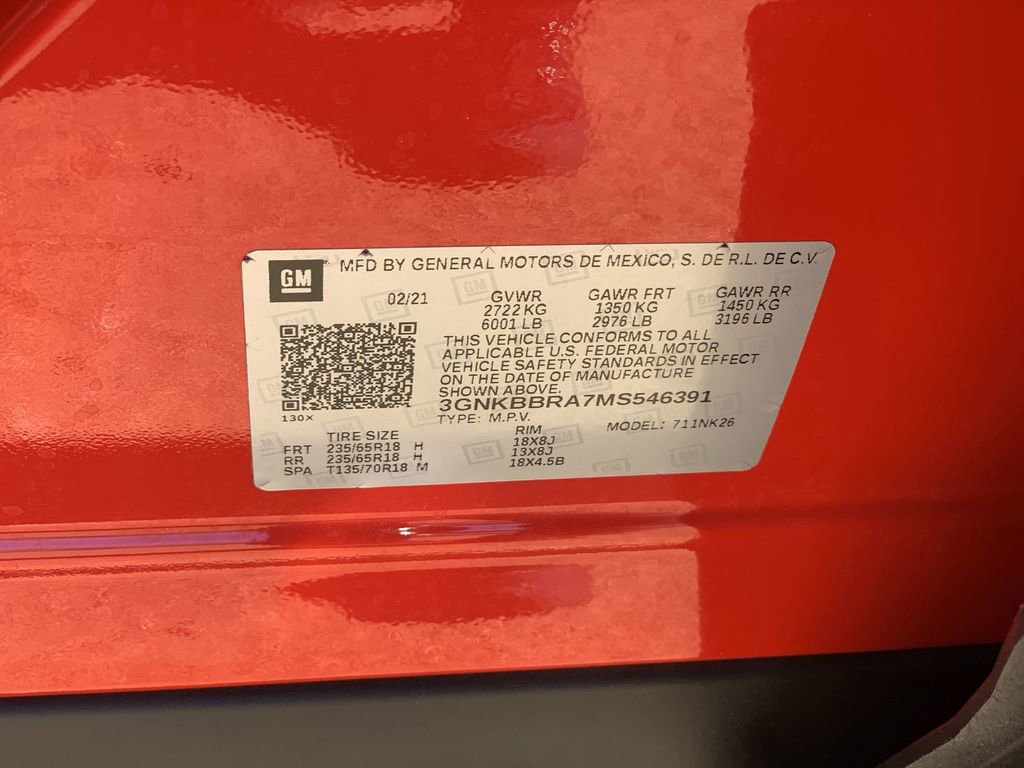 GM MFD BY GENERAL MOTORS DE MEXICO, S. DE R.L. DE C.V.
02/21 GVWR GAWR FRT GAWR RR
2722 KG 1350 KG 1450 KG
6001 LB 2976 LB 3196 LB
THIS VEHICLE CONFORMS TO ALL
APPLICABLE U.S. FEDERAL MOTOR
VEHICLE SAFETY STANDARDS IN EFFECT
ON THE DATE OF MANUFACTURE
SHOWN ABOVE.
3GNKBBRA7MS546391
130X TYPE: M.P.V. MODEL: 711NK26
TIRE SIZE RIM
FRT 235/65R18 H 18X8J
RR 235/65R18 H 13X8J
SPA T135/70R18 M 18X4.5B